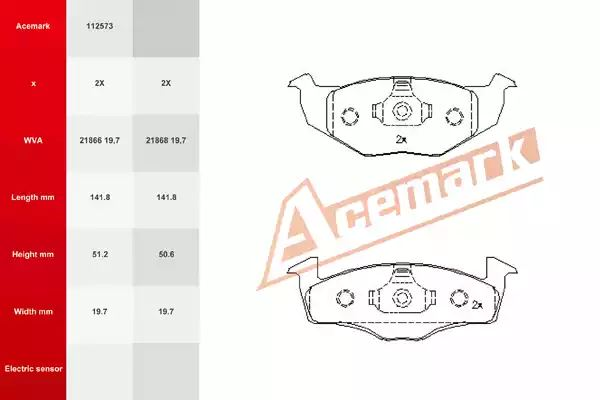 Acemark 112573
x 2X 2X
WVA 21866 19,7 21868 19,7
Length mm 141.8 141.8
Height mm 51.2 50.6
Width mm 19.7 19.7
Electric sensor
2x
Acemark
2x